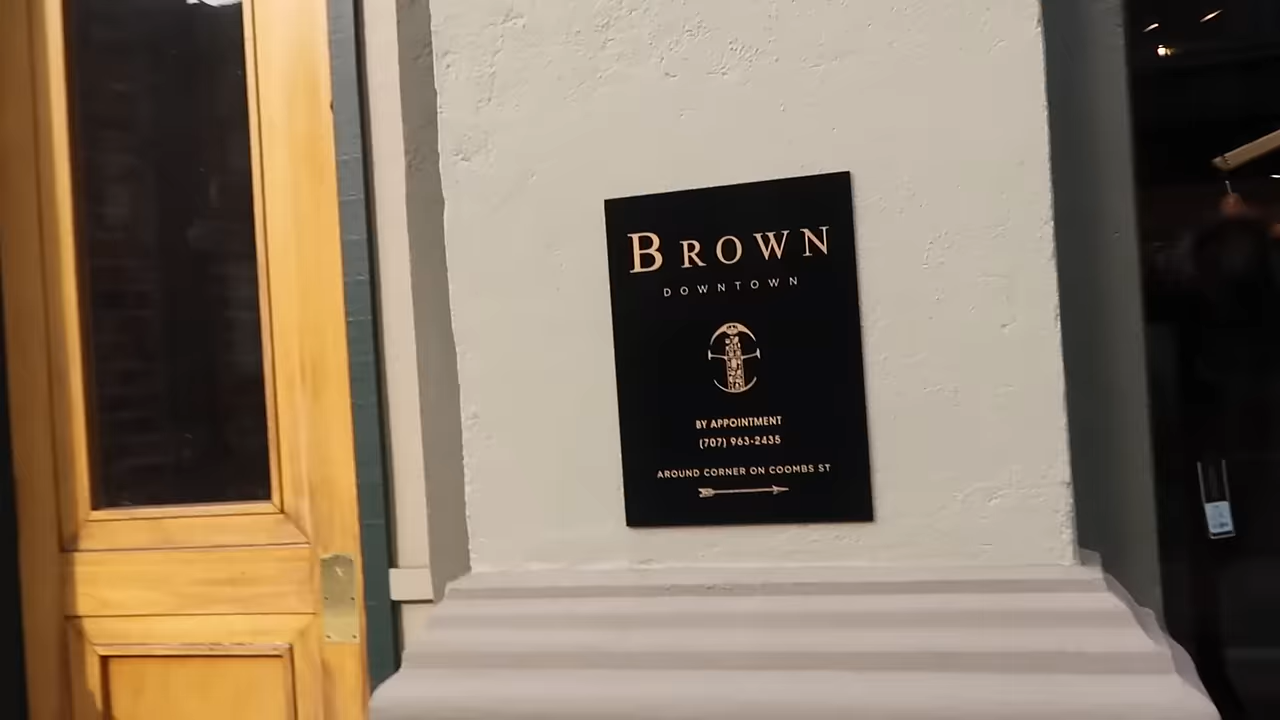 BROWN
DOWNTOWN
BY APPOINTMENT
(707) 963-2435
AROUND CORNER ON COOMBS ST